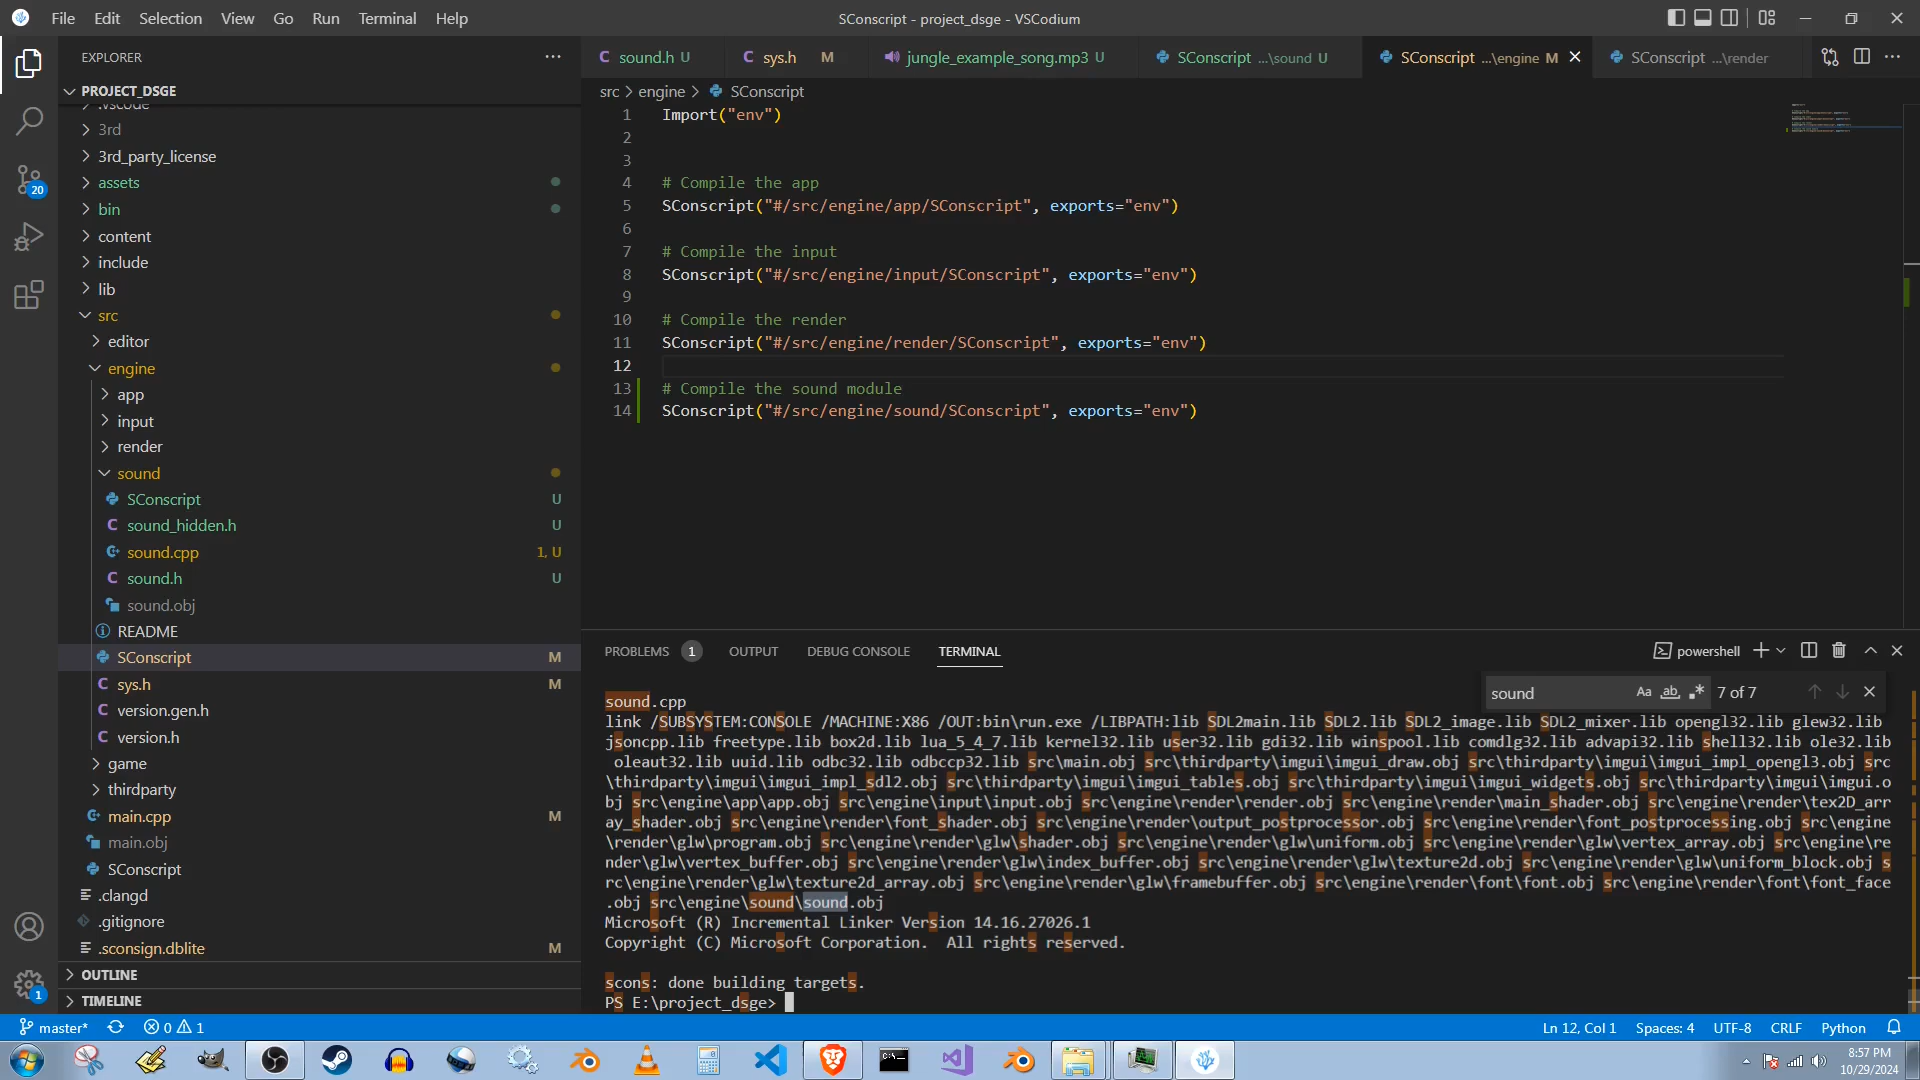 File Edit Selection View Go Run Terminal Help
SConscript - project_dsge - VSCodium
EXPLORER
PROJECT_DSGE
.vscode
3rd
3rd_party_license
assets
bin
content
include
lib
src
editor
engine
app
input
render
sound
SConscript U
sound_hidden.h U
sound.cpp 1, U
sound.h U
sound.obj
README
SConscript M
sys.h M
version.gen.h
version.h
game
thirdparty
main.cpp M
main.obj
SConscript
.clangd
.gitignore
.sconsign.dblite M
OUTLINE
TIMELINE
20
1
sound.h U
sys.h M
jungle_example_song.mp3 U
SConscript ...\sound U
SConscript ...\engine M
SConscript ...\render
src > engine > SConscript
1 Import("env")
2
3
4 # Compile the app
5 SConscript("#/src/engine/app/SConscript", exports="env")
6
7 # Compile the input
8 SConscript("#/src/engine/input/SConscript", exports="env")
9
10 # Compile the render
11 SConscript("#/src/engine/render/SConscript", exports="env")
12
13 # Compile the sound module
14 SConscript("#/src/engine/sound/SConscript", exports="env")
PROBLEMS 1 OUTPUT DEBUG CONSOLE TERMINAL
powershell
sound Aa ab 7 of 7
sound.cpp
link /SUBSYSTEM:CONSOLE /MACHINE:X86 /OUT:bin\run.exe /LIBPATH:lib SDL2main.lib SDL2.lib SDL2_image.lib SDL2_mixer.lib opengl32.lib glew32.lib
jsoncpp.lib freetype.lib box2d.lib lua_5_4_7.lib kernel32.lib user32.lib gdi32.lib winspool.lib comdlg32.lib advapi32.lib shell32.lib ole32.lib
oleaut32.lib uuid.lib odbc32.lib odbccp32.lib src\main.obj src\thirdparty\imgui\imgui_draw.obj src\thirdparty\imgui\imgui_impl_opengl3.obj src
\thirdparty\imgui\imgui_impl_sdl2.obj src\thirdparty\imgui\imgui_tables.obj src\thirdparty\imgui\imgui_widgets.obj src\thirdparty\imgui\imgui.o
bj src\engine\app\app.obj src\engine\input\input.obj src\engine\render\render.obj src\engine\render\main_shader.obj src\engine\render\tex2D_arr
ay_shader.obj src\engine\render\font_shader.obj src\engine\render\output_postprocessor.obj src\engine\render\font_postprocessing.obj src\engine
\render\glw\program.obj src\engine\render\glw\shader.obj src\engine\render\glw\uniform.obj src\engine\render\glw\vertex_array.obj src\engine\re
nder\glw\vertex_buffer.obj src\engine\render\glw\index_buffer.obj src\engine\render\glw\texture2d.obj src\engine\render\glw\uniform_block.obj s
rc\engine\render\glw\texture2d_array.obj src\engine\render\glw\framebuffer.obj src\engine\render\font\font.obj src\engine\render\font\font_face
.obj src\engine\sound\sound.obj
Microsoft (R) Incremental Linker Version 14.16.27026.1
Copyright (C) Microsoft Corporation.  All rights reserved.
scons: done building targets.
PS E:\project_dsge>
master* 0 1
Ln 12, Col 1 Spaces: 4 UTF-8 CRLF Python
8:57 PM
10/29/2024